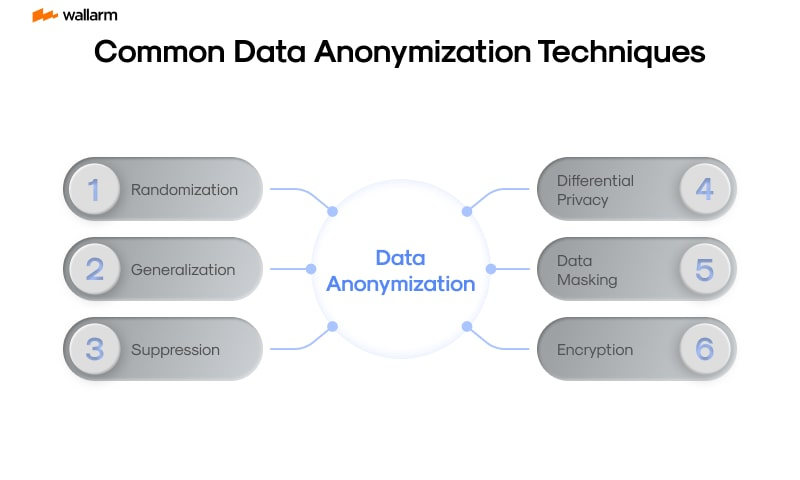 wallarm
Common Data Anonymization Techniques
1
Randomization
2
Generalization
3
Suppression
Data
Anonymization
Differential
Privacy
4
Data
Masking
5
Encryption
6